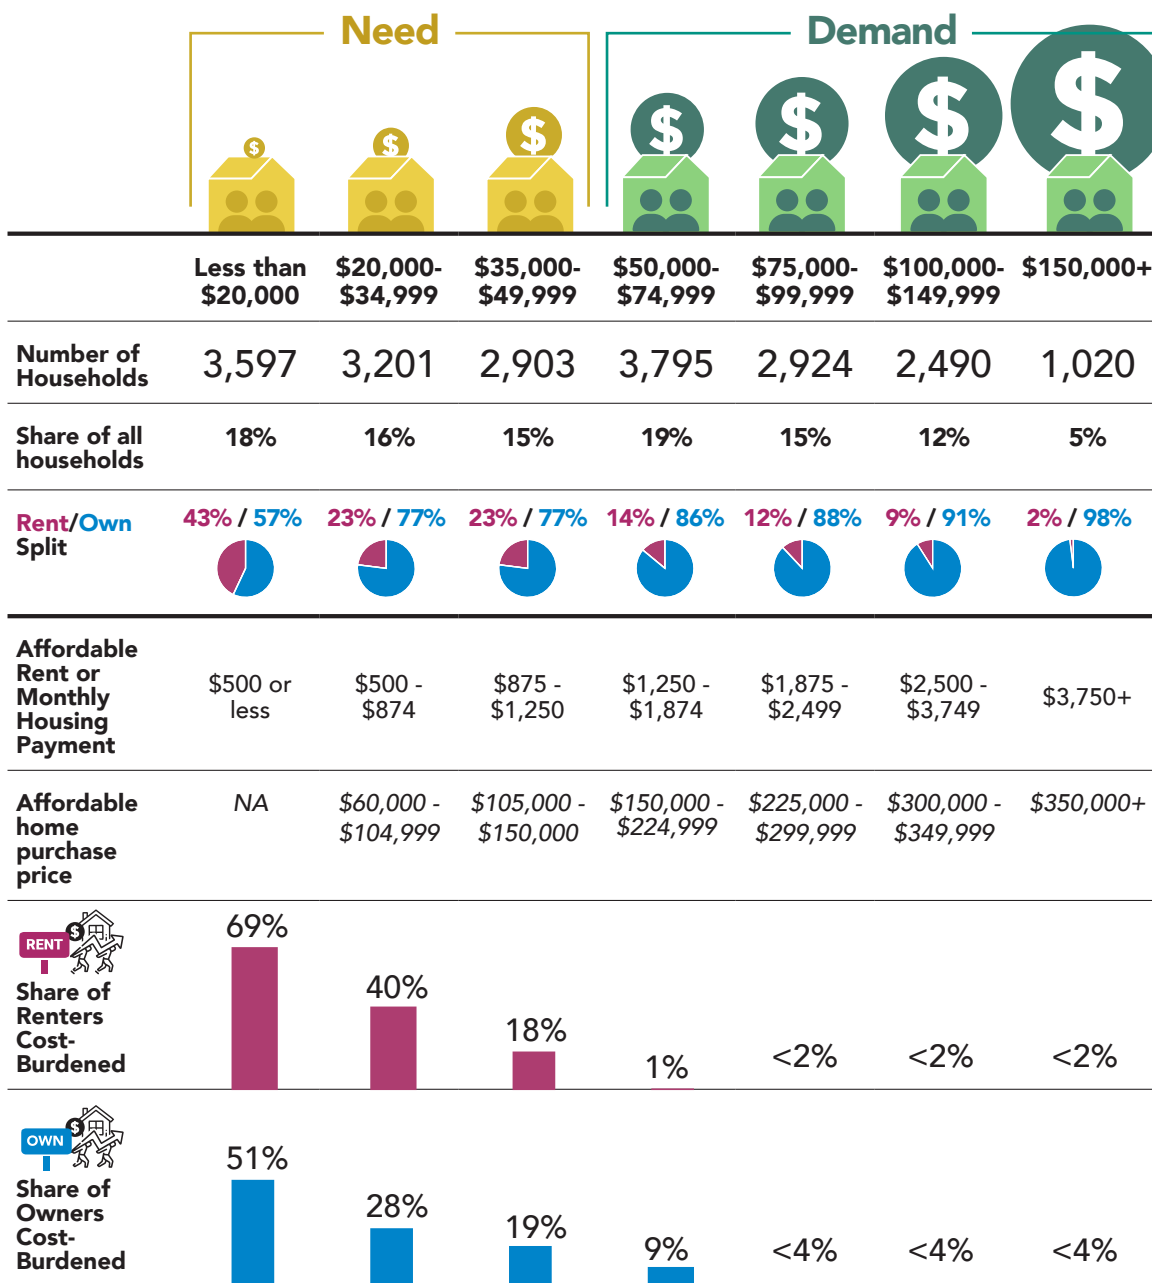 Need
Demand
$
$
$
$
$
$
$
Less than $20,000-  $35,000-  $50,000-  $75,000-  $100,000-  $150,000+
$20,000  $34,999  $49,999  $74,999  $99,999  $149,999
Number of
Households
3,597  3,201  2,903  3,795  2,924  2,490  1,020
Share of all
households
18%  16%  15%  19%  15%  12%  5%
Rent/Own
Split
43% / 57%  23% / 77%  23% / 77%  14% / 86%  12% / 88%  9% / 91%  2% / 98%
Affordable
Rent or
Monthly
Housing
Payment
$500 or  $500 -  $875 -  $1,250 -  $1,875 -  $2,500 -  $3,750+
less  $874  $1,250  $1,874  $2,499  $3,749
Affordable
home
purchase
price
NA  $60,000 -  $105,000 -  $150,000 -  $225,000 -  $300,000 -  $350,000+
$104,999  $150,000  $224,999  $299,999  $349,999
RENT
$
Share of
Renters
Cost-
Burdened
69%  40%  18%  1%  <2%  <2%  <2%
OWN
$
Share of
Owners
Cost-
Burdened
51%  28%  19%  9%  <4%  <4%  <4%